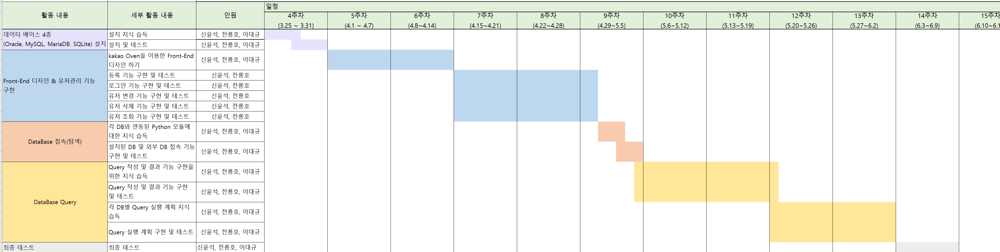 일정
활동 내용
세부 활동 내용
인원
4주차
(3.25 ~ 3.31)
5주차
(4.1 ~ 4.7)
6주차
(4.8~4.14)
7주차
(4.15~4.21)
8주차
(4.22~4.28)
9주차
(4.29~5.5)
10주차
(5.6~5.12)
11주차
(5.13~5.19)
12주차
(5.20~5.26)
13주차
(5.27~6.2)
14주차
(6.3~6.9)
15주차
데이터 베이스 4종
(Oracle, MySQL, MariaDB. SQLite) 설치
설치 지식 습득
신윤석, 전룡호, 이대규
설치 및 테스트
신윤석, 전룡호, 이대규
Front-End 디자인 & 유저관리 기능
구현
kakao Oven을 이용한 Front-End
디자인 하기
신윤석, 전룡호, 이대규
등록 기능 구현 및 테스트
신윤석, 전룡호
로그인 기능 구현 및 테스트
신윤석, 전룡호
유저 변경 기능 구현 및 테스트
신윤석, 전룡호
유저 삭제 기능 구현 및 테스트
신윤석, 전룡호
유저 조회 기능 구현 및 테스트
신윤석, 전룡호
DataBase 접속(탐색)
각 DB와 연동된 Python 모듈에
대한 지식 습득
신윤석, 전룡호, 이대규
설치된 DB 및 외부 DB 접속 기능
구현 및 테스트
신윤석, 전룡호, 이대규
DataBase Query
Query 작성 및 결과 기능 구현을
위한 지식 습득
신윤석, 전룡호, 이대규
Query 작성 및 결과 기능 구현
및 테스트
신윤석, 전룡호, 이대규
각 DB별 Query 실행 계획 지식
습득
신윤석, 전룡호, 이대규
Query 실행 계획 구현 및 테스트
신윤석, 전룡호, 이대규
최종 테스트
최종 테스트
신윤석, 전룡호, 이대규